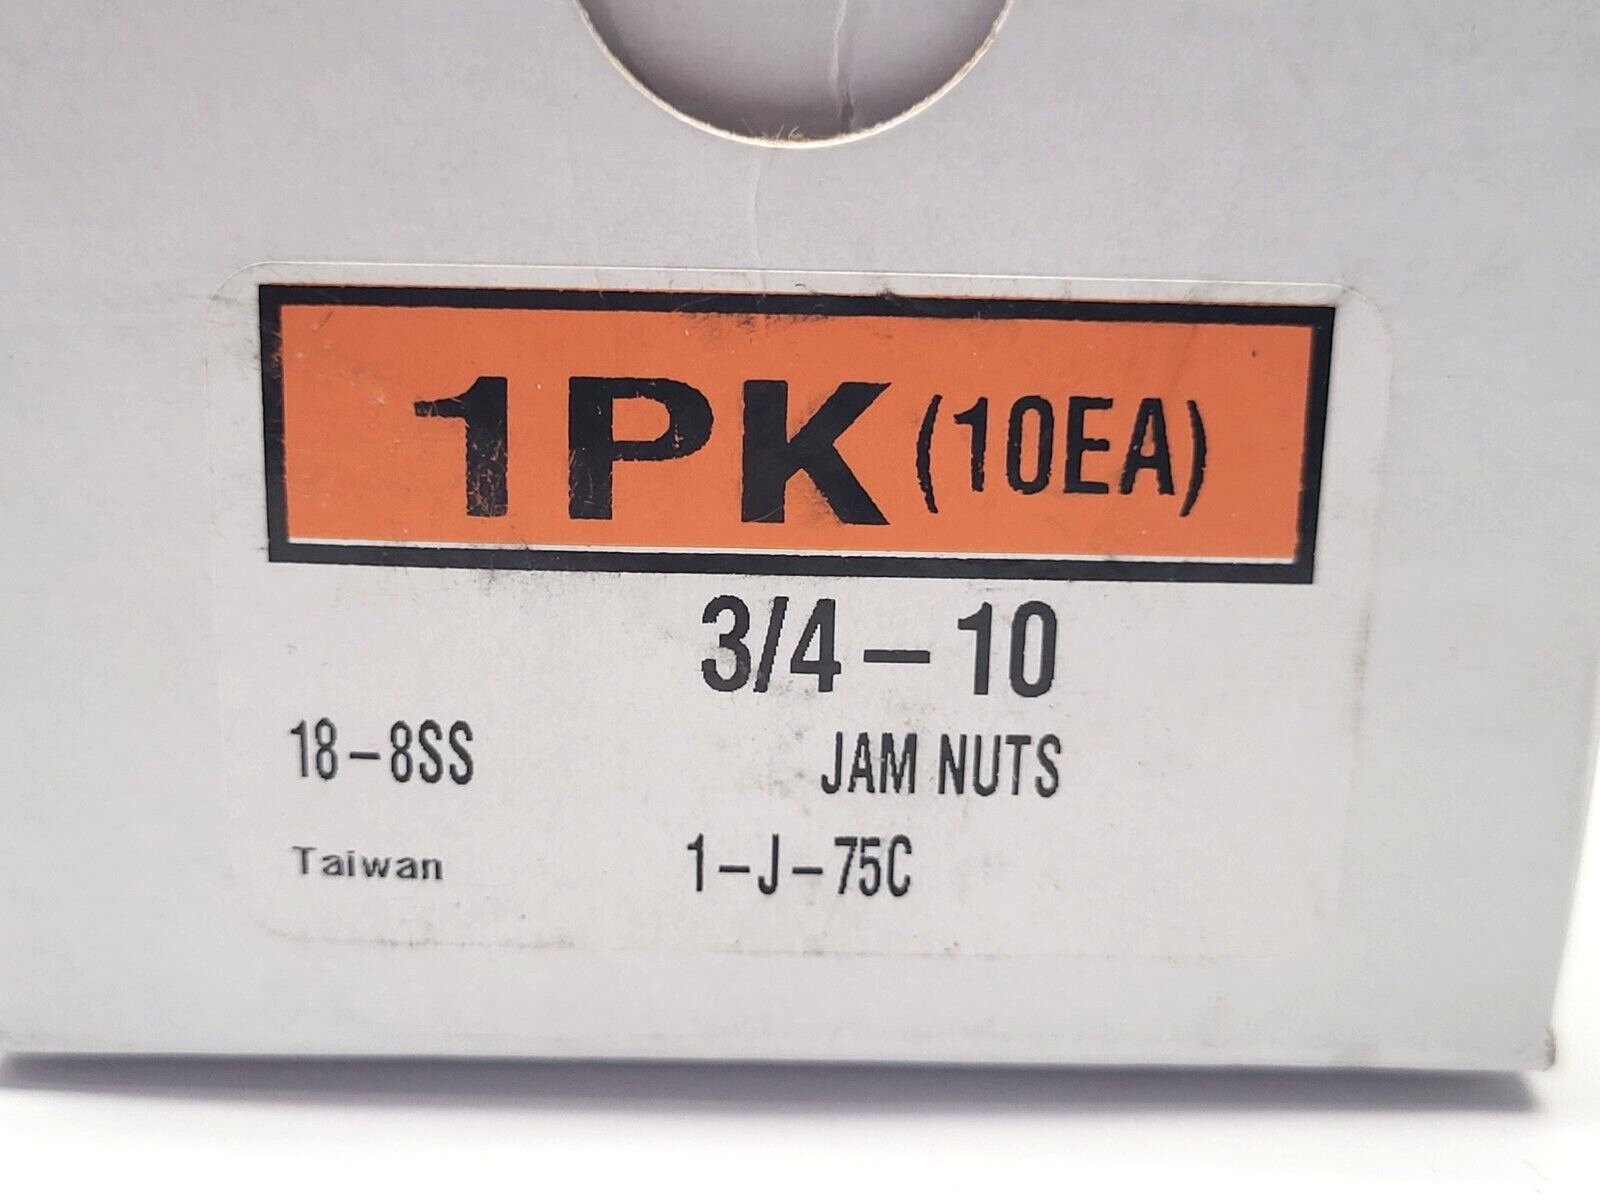 1PK (10EA)
3/4-10
18-8SS JAM NUTS
Taiwan 1-J-75C